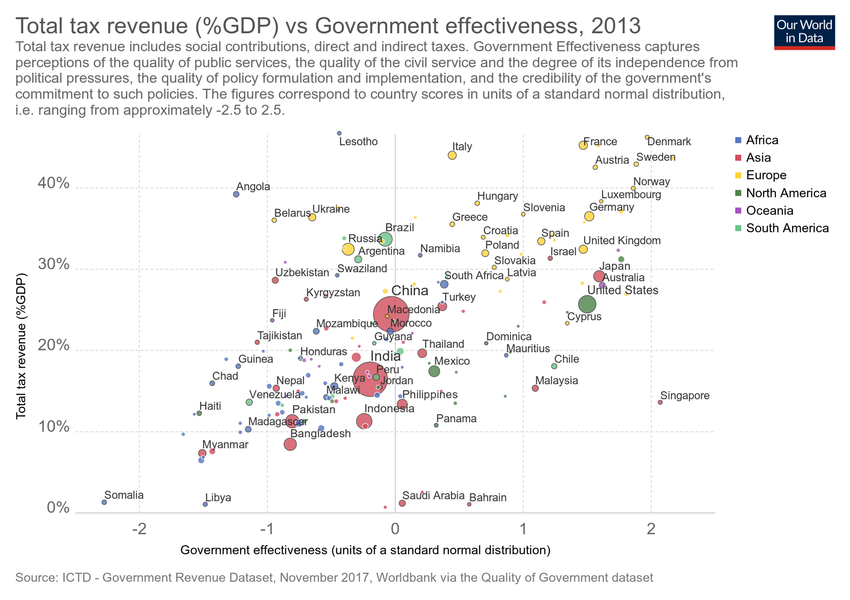 Total tax revenue (%GDP) vs Government effectiveness, 2013
Our World
in Data
Total tax revenue includes social contributions, direct and indirect taxes. Government Effectiveness captures
perceptions of the quality of public services, the quality of the civil service and the degree of its independence from
political pressures, the quality of policy formulation and implementation, and the credibility of the government's
commitment to such policies. The figures correspond to country scores in units of a standard normal distribution,
i.e. ranging from approximately -2.5 to 2.5.
Lesotho
France
Denmark
Italy
Austria
Sweden
Angola
Norway
40%
Hungary
Luxembourg
Belarus
Ukraine
Slovenia
Germany
Greece
Brazil
Russia
Croatia
Spain
Argentina
Namibia
Poland
United Kingdom
Israel
Slovakia
30%
Uzbekistan
Swaziland
South Africa
Latvia
Japan
Australia
Kyrgyzstan
China
Turkey
United States
Fiji
Macedonia
Cyprus
Mozambique
Morocco
Tajikistan
Guyana
Dominica
20%
Honduras
India
Thailand
Mauritius
Guinea
Mexico
Chile
Chad
Nepal
Kenya
Peru
Jordan
Malaysia
Venezuela
Malawi
Philippines
Singapore
Haiti
Pakistan
Indonesia
Madagascar
Panama
10%
Bangladesh
Myanmar
Somalia
Libya
Saudi Arabia
Bahrain
0%
-2
-1
0
1
2
Total tax revenue (%GDP)
Government effectiveness (units of a standard normal distribution)
Africa
Asia
Europe
North America
Oceania
South America
Source: ICTD - Government Revenue Dataset, November 2017, Worldbank via the Quality of Government dataset